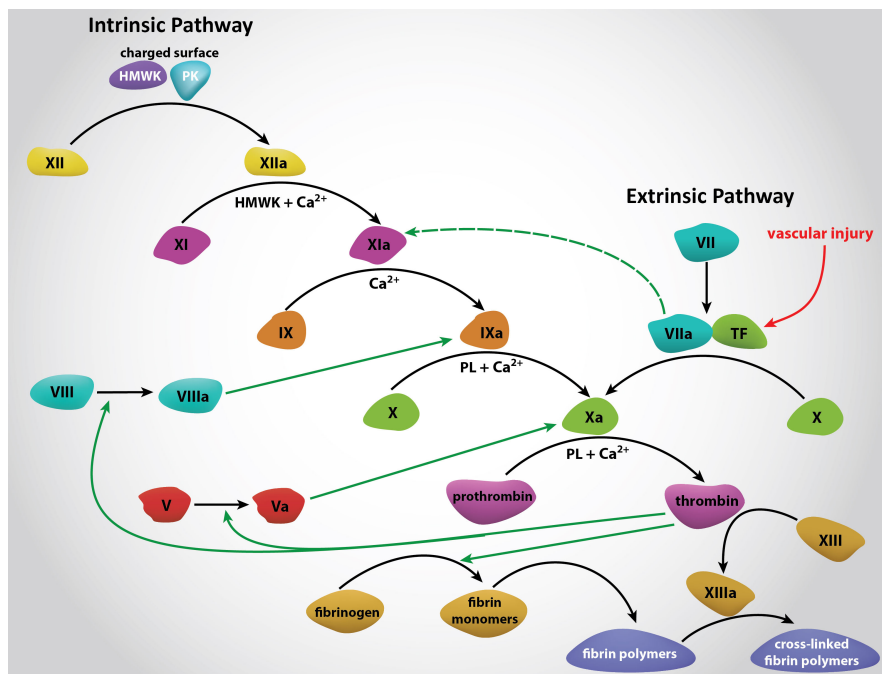 Intrinsic Pathway
charged surface
HMWK
PK
XII
XIIa
HMWK + Ca²⁺
Extrinsic Pathway
XI
XIa
VII
vascular injury
Ca²⁺
IX
IXa
VIIa
TF
PL + Ca²⁺
VIII
VIIIa
X
Xa
X
PL + Ca²⁺
V
Va
prothrombin
thrombin
XIII
XIIIa
fibrinogen
fibrin
monomers
fibrin polymers
cross-linked
fibrin polymers